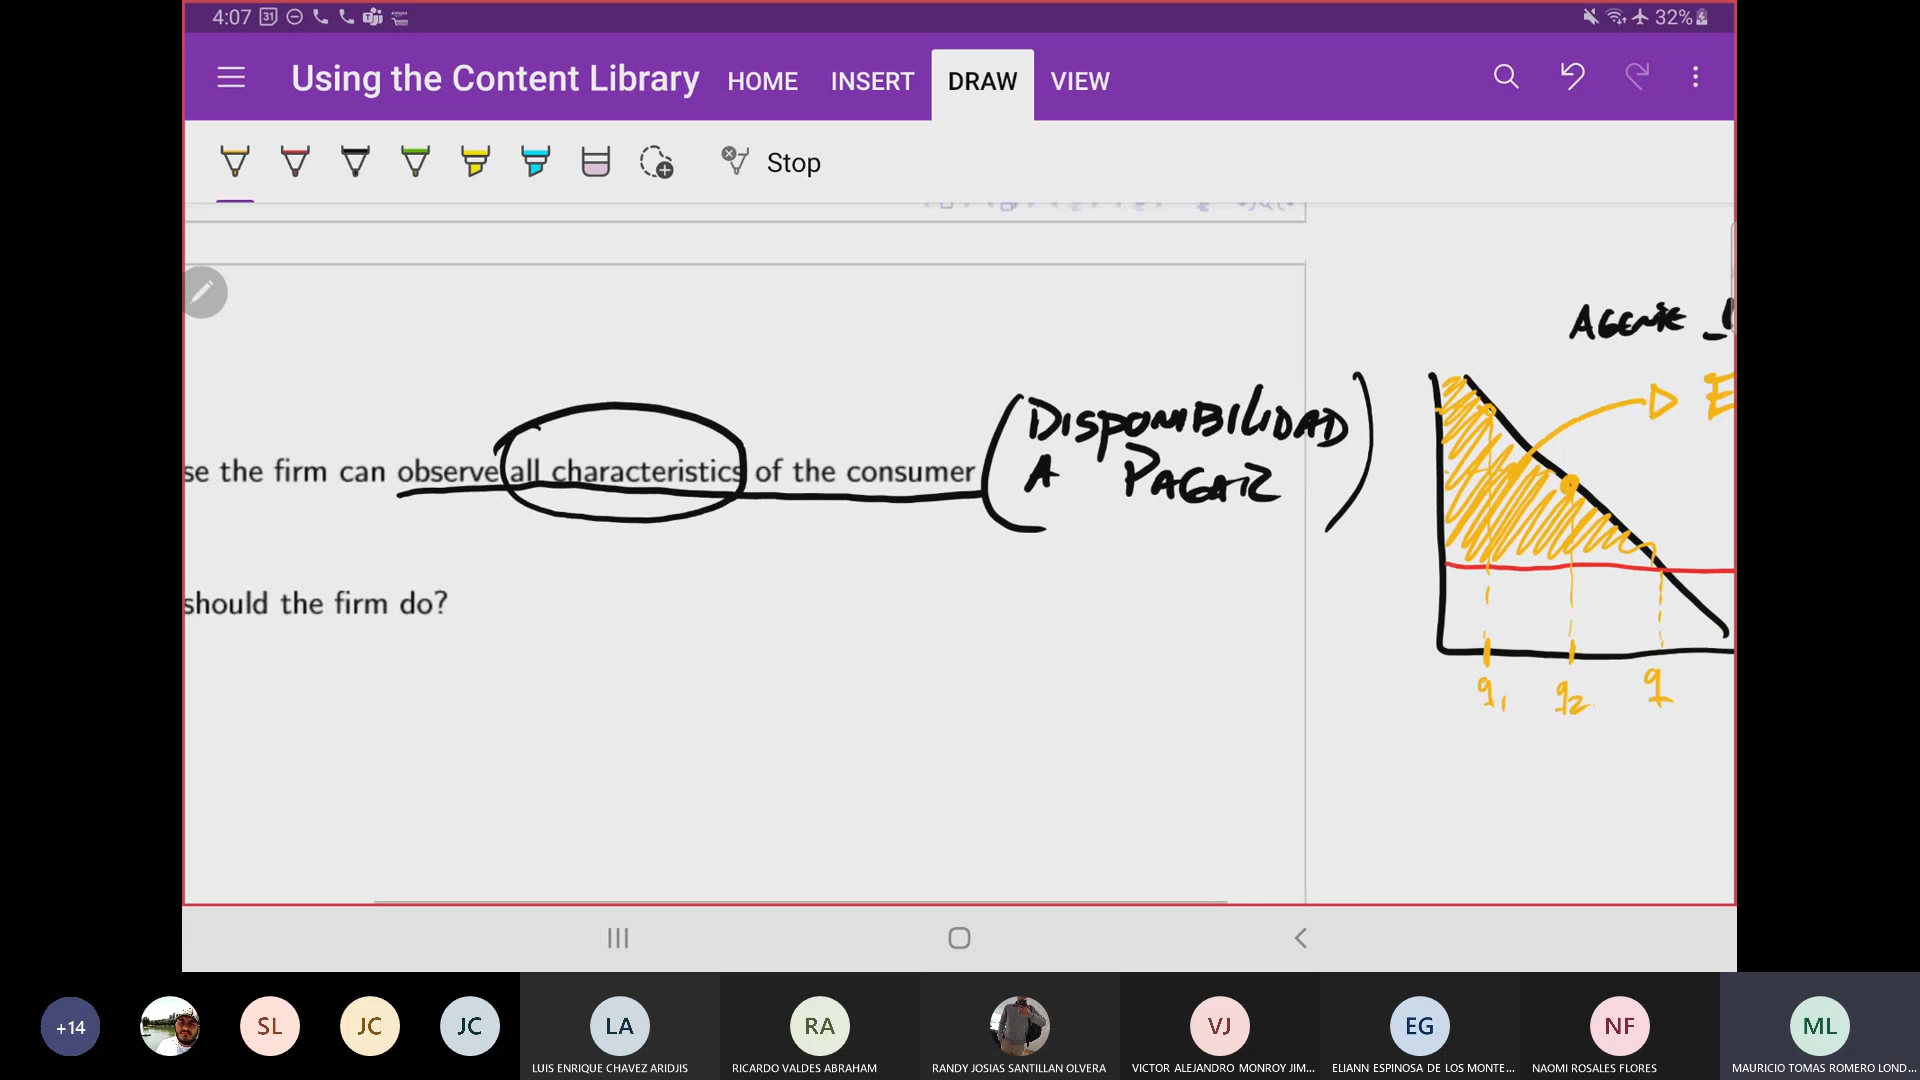 4:07 31 32%
Using the Content Library HOME INSERT DRAW VIEW
Stop
AGENTE
E
(DISPONIBILIDAD
A PAGAR)
se the firm can observe all characteristics of the consumer
should the firm do?
q1 q2 q
+14 SL JC JC LA RA VJ EG NF ML
LUIS ENRIQUE CHAVEZ ARIDJIS RICARDO VALDES ABRAHAM RANDY JOSIAS SANTILLAN OLVERA VICTOR ALEJANDRO MONROY JIM... ELIANN ESPINOSA DE LOS MONTE... NAOMI ROSALES FLORES MAURICIO TOMAS ROMERO LOND...